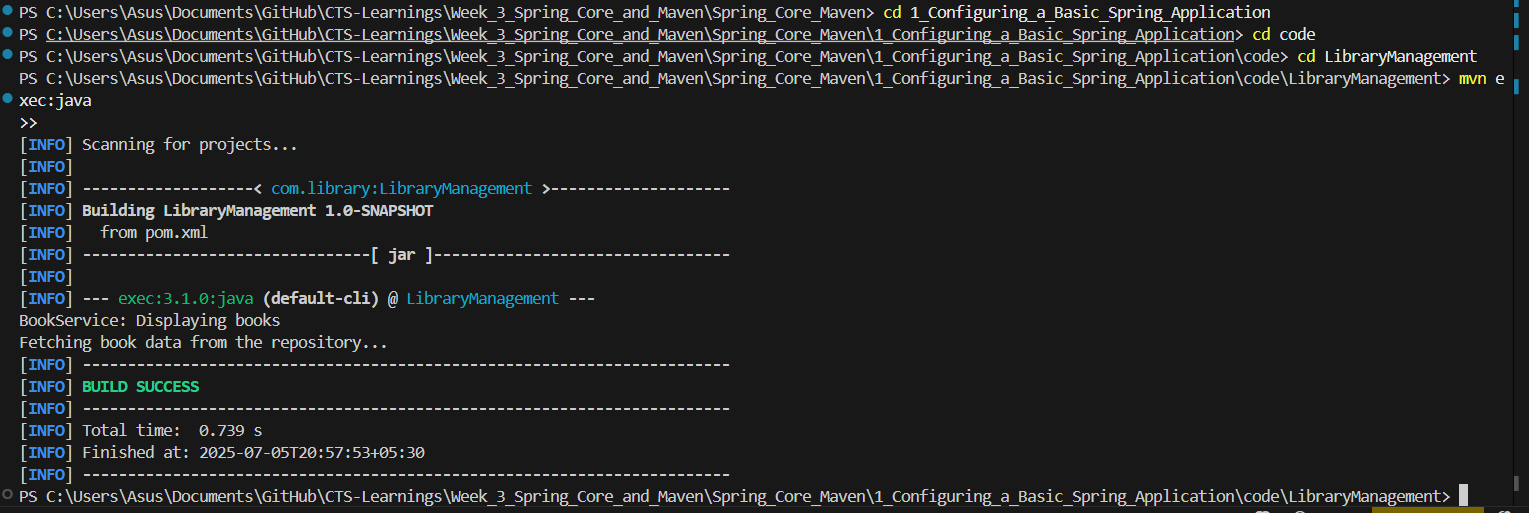 PS C:\Users\Asus\Documents\GitHub\CTS-Learnings\Week_3_Spring_Core_and_Maven\Spring_Core_Maven> cd 1_Configuring_a_Basic_Spring_Application
PS C:\Users\Asus\Documents\GitHub\CTS-Learnings\Week_3_Spring_Core_and_Maven\Spring_Core_Maven\1_Configuring_a_Basic_Spring_Application> cd code
PS C:\Users\Asus\Documents\GitHub\CTS-Learnings\Week_3_Spring_Core_and_Maven\Spring_Core_Maven\1_Configuring_a_Basic_Spring_Application\code> cd LibraryManagement
PS C:\Users\Asus\Documents\GitHub\CTS-Learnings\Week_3_Spring_Core_and_Maven\Spring_Core_Maven\1_Configuring_a_Basic_Spring_Application\code\LibraryManagement> mvn e
xec:java
>>
[INFO] Scanning for projects...
[INFO]
[INFO] -------------------< com.library:LibraryManagement >--------------------
[INFO] Building LibraryManagement 1.0-SNAPSHOT
[INFO]   from pom.xml
[INFO] --------------------------------[ jar ]---------------------------------
[INFO]
[INFO] --- exec:3.1.0:java (default-cli) @ LibraryManagement ---
BookService: Displaying books
Fetching book data from the repository...
[INFO] ------------------------------------------------------------------------
[INFO] BUILD SUCCESS
[INFO] ------------------------------------------------------------------------
[INFO] Total time:  0.739 s
[INFO] Finished at: 2025-07-05T20:57:53+05:30
[INFO] ------------------------------------------------------------------------
PS C:\Users\Asus\Documents\GitHub\CTS-Learnings\Week_3_Spring_Core_and_Maven\Spring_Core_Maven\1_Configuring_a_Basic_Spring_Application\code\LibraryManagement>